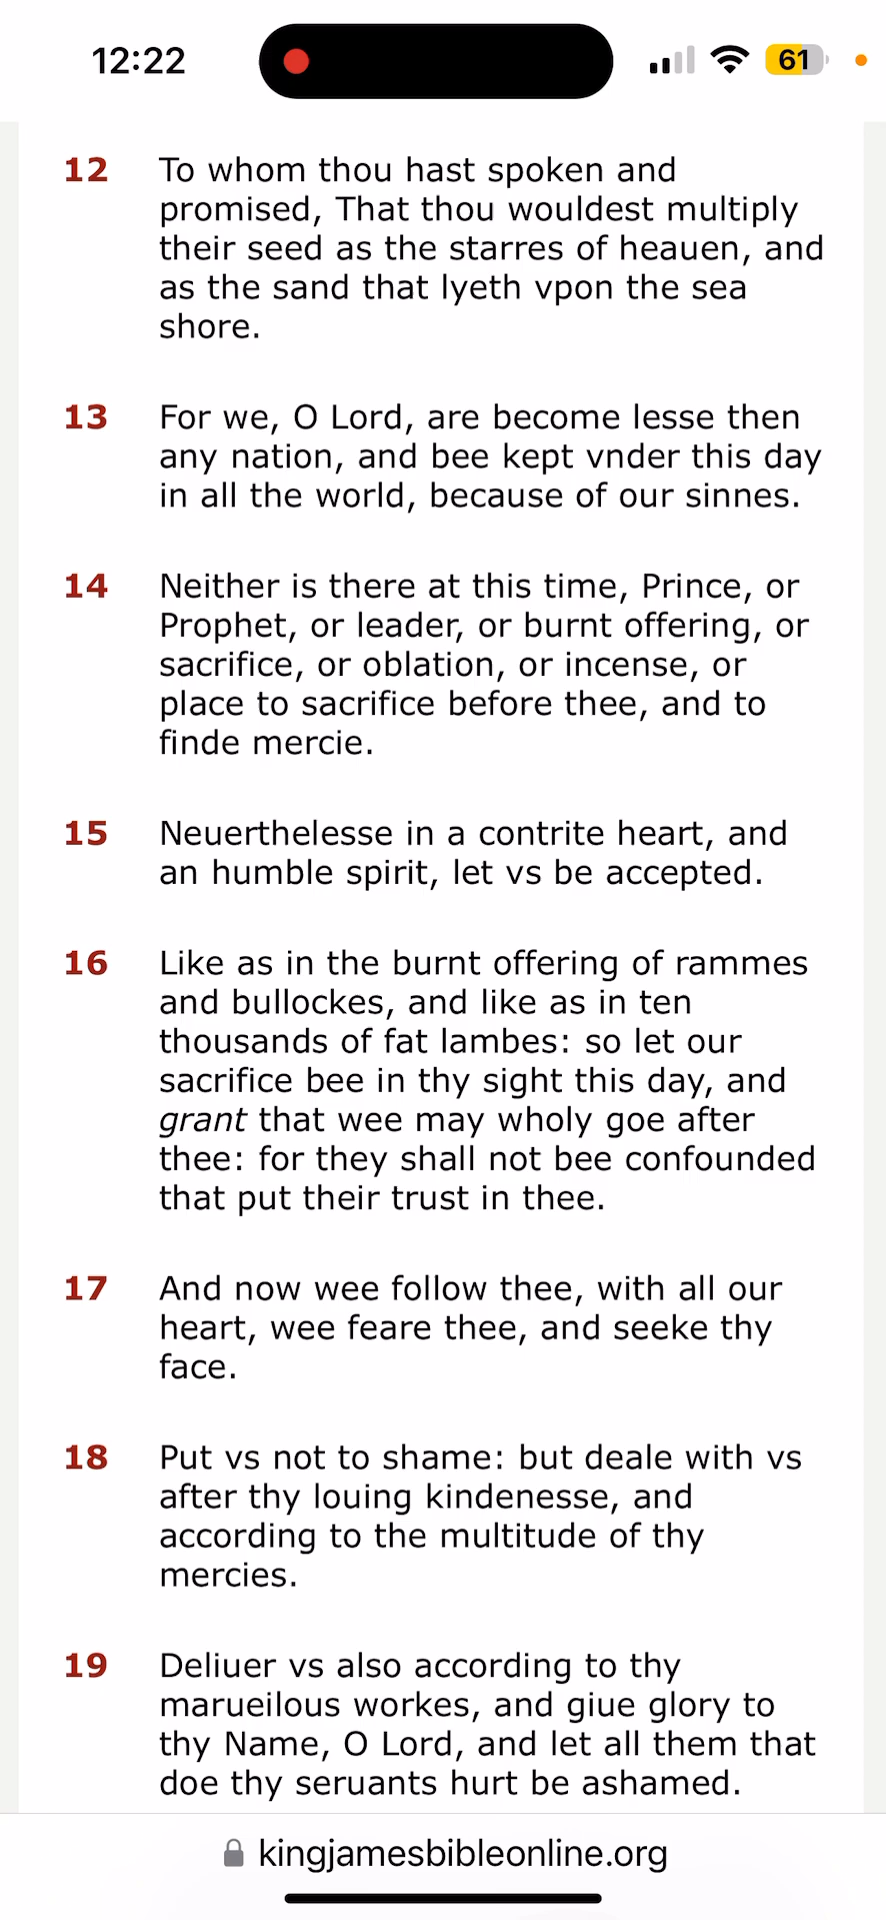 12:22
61
12 To whom thou hast spoken and
promised, That thou wouldest multiply
their seed as the starres of heauen, and
as the sand that lyeth vpon the sea
shore.
13 For we, O Lord, are become lesse then
any nation, and bee kept vnder this day
in all the world, because of our sinnes.
14 Neither is there at this time, Prince, or
Prophet, or leader, or burnt offering, or
sacrifice, or oblation, or incense, or
place to sacrifice before thee, and to
finde mercie.
15 Neuerthelesse in a contrite heart, and
an humble spirit, let vs be accepted.
16 Like as in the burnt offering of rammes
and bullockes, and like as in ten
thousands of fat lambes: so let our
sacrifice bee in thy sight this day, and
grant that wee may wholy goe after
thee: for they shall not bee confounded
that put their trust in thee.
17 And now wee follow thee, with all our
heart, wee feare thee, and seeke thy
face.
18 Put vs not to shame: but deale with vs
after thy louing kindenesse, and
according to the multitude of thy
mercies.
19 Deliuer vs also according to thy
marueilous workes, and giue glory to
thy Name, O Lord, and let all them that
doe thy seruants hurt be ashamed.
kingjamesbibleonline.org